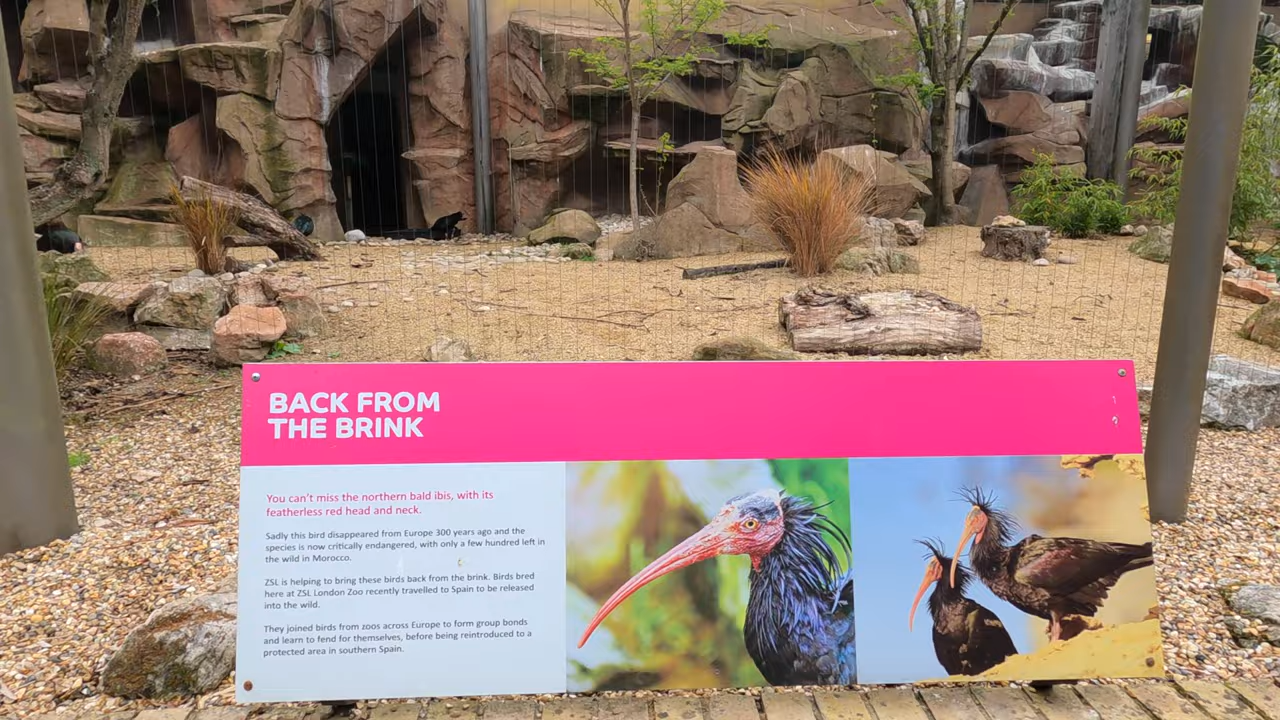 BACK FROM
THE BRINK
You can't miss the northern bald ibis, with its
featherless red head and neck.
Sadly this bird disappeared from Europe 300 years ago and the
species is now critically endangered, with only a few hundred left in
the wild in Morocco.
ZSL is helping to bring these birds back from the brink. Birds bred
here at ZSL London Zoo recently travelled to Spain to be released
into the wild.
They joined birds from zoos across Europe to form group bonds
and learn to fend for themselves, before being reintroduced to a
protected area in southern Spain.